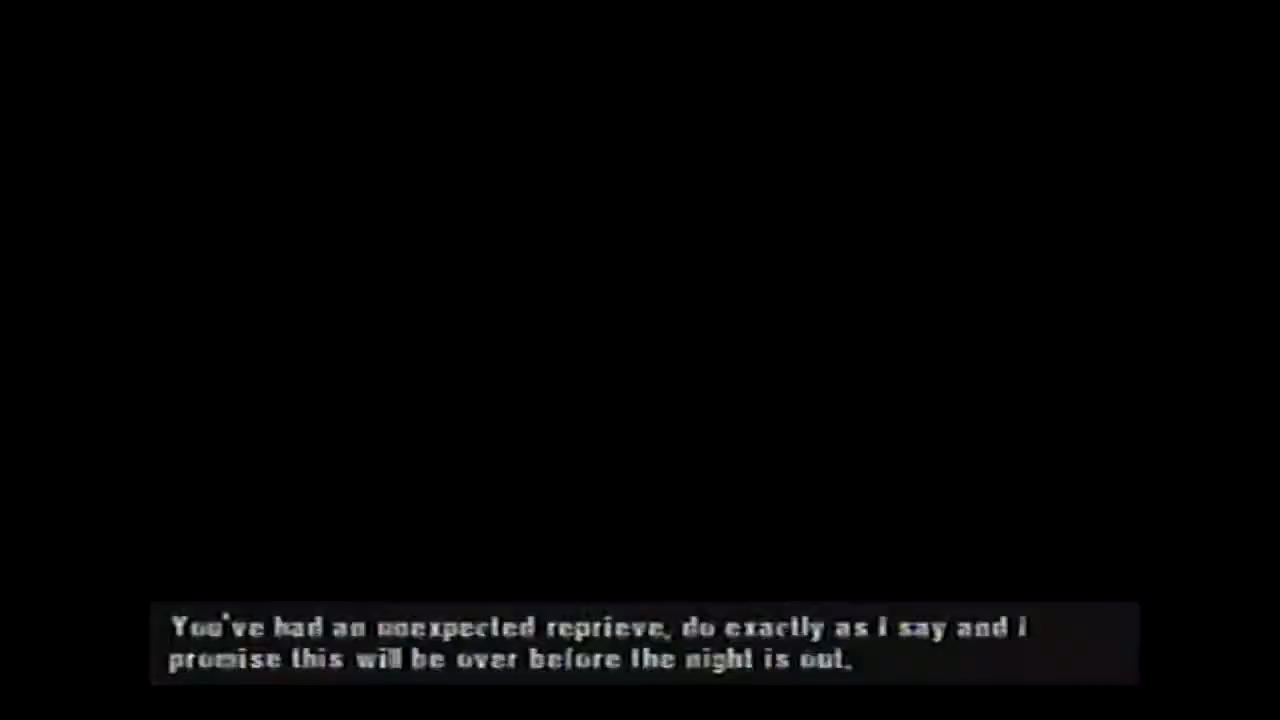 You've had an unexpected reprieve, do exactly as I say and I
promise this will be over before the night is out.